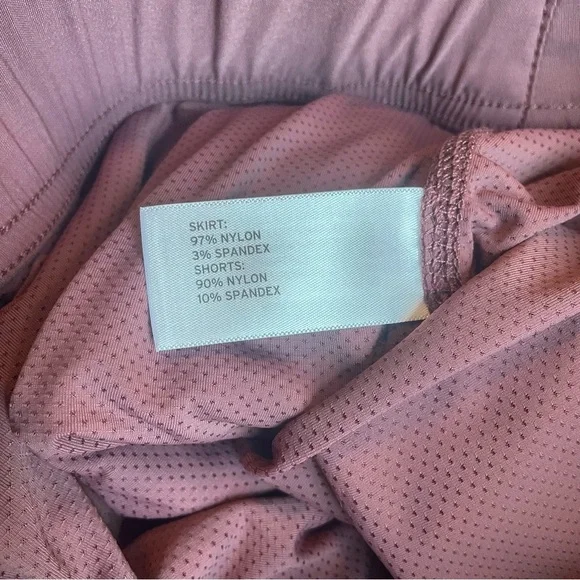 SKIRT:
97% NYLON
3% SPANDEX
SHORTS:
90% NYLON
10% SPANDEX